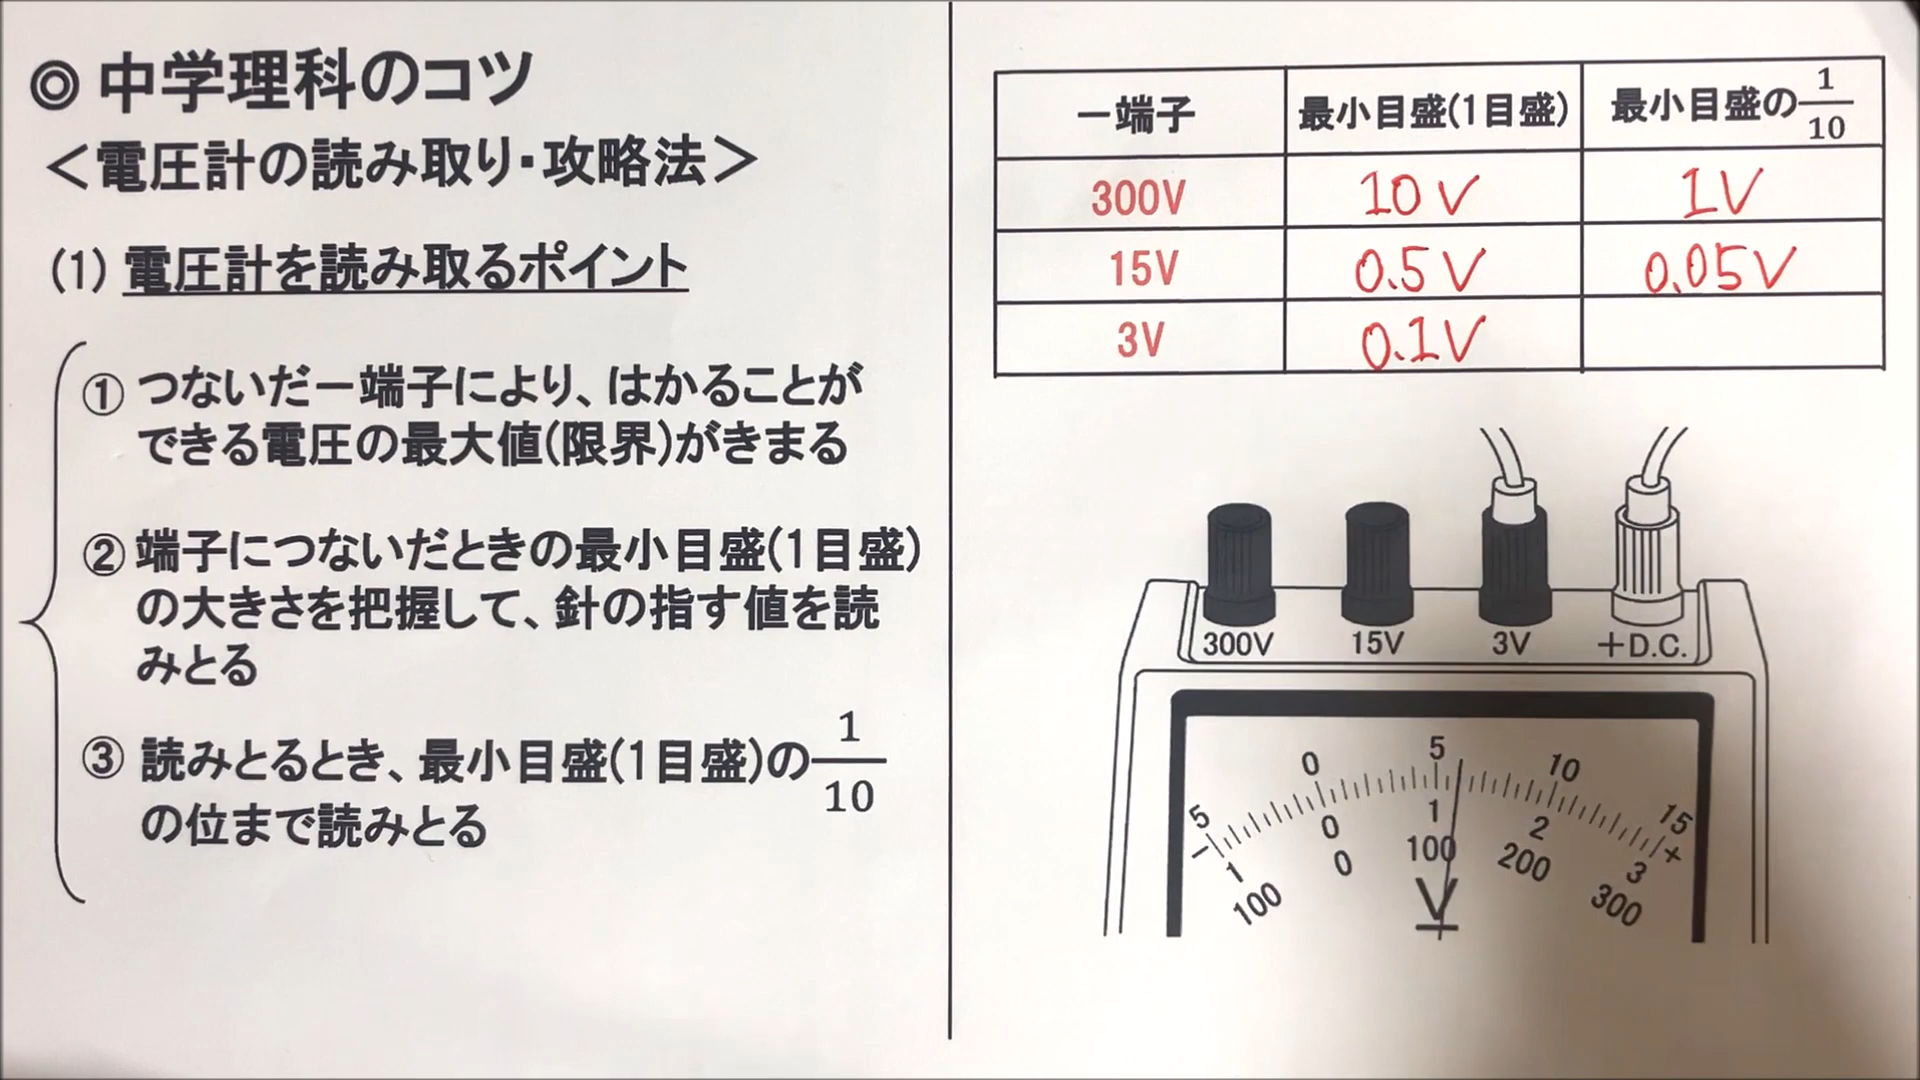 ◎ 中学理科のコツ
＜電圧計の読み取り・攻略法＞
(1) 電圧計を読み取るポイント
① つないだ－端子により、はかることが
できる電圧の最大値(限界)がきまる
② 端子につないだときの最小目盛(1目盛)
の大きさを把握して、針の指す値を読
みとる
③ 読みとるとき、最小目盛(1目盛)の1/10
の位まで読みとる
－端子 最小目盛(1目盛) 最小目盛の1/10
300V 10V 1V
15V 0.5V 0.05V
3V 0.1V
300V 15V 3V ＋D.C.
5 0 5 10 15
－ 1 0 1 2 3 ＋
100 0 100 200 300
V